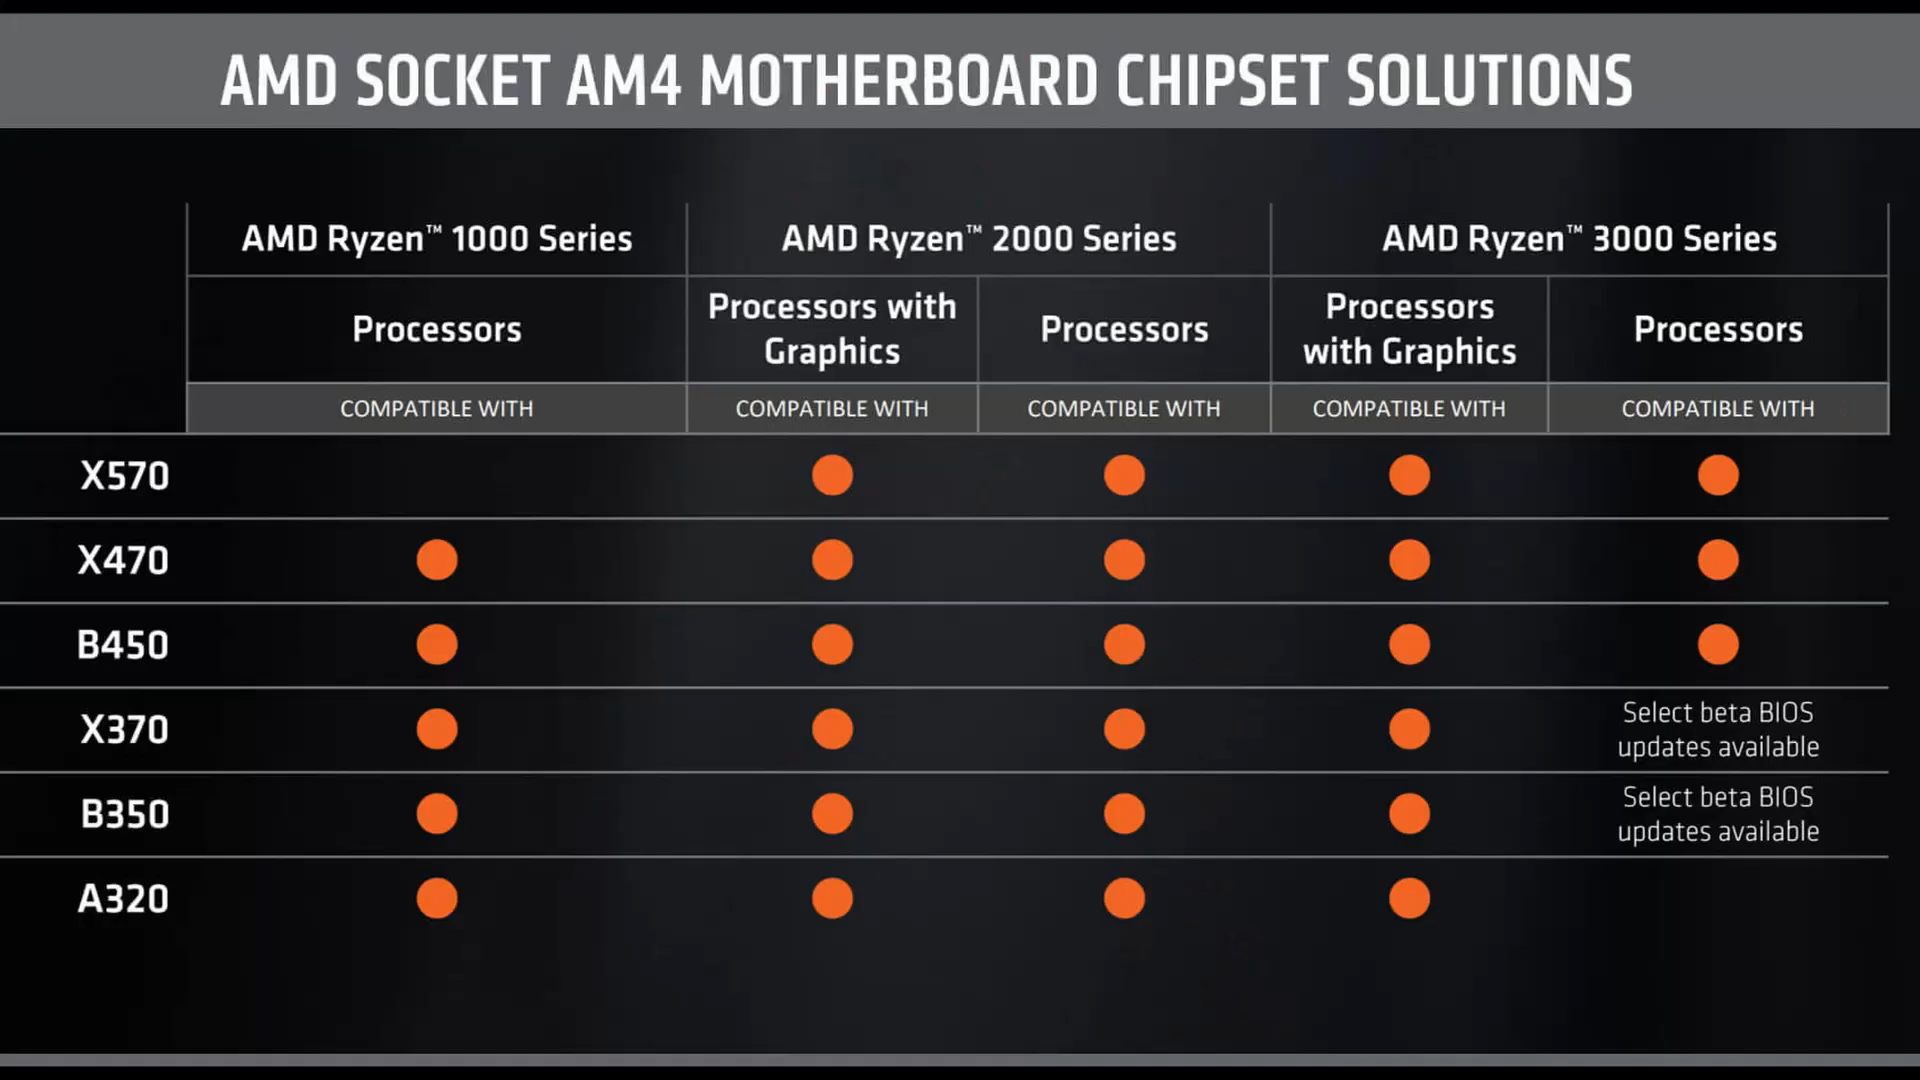 AMD SOCKET AM4 MOTHERBOARD CHIPSET SOLUTIONS
AMD Ryzen™ 1000 Series
AMD Ryzen™ 2000 Series
AMD Ryzen™ 3000 Series
Processors
Processors with
Graphics
Processors
Processors
with Graphics
Processors
COMPATIBLE WITH
COMPATIBLE WITH
COMPATIBLE WITH
COMPATIBLE WITH
COMPATIBLE WITH
X570
X470
B450
X370
Select beta BIOS
updates available
B350
Select beta BIOS
updates available
A320